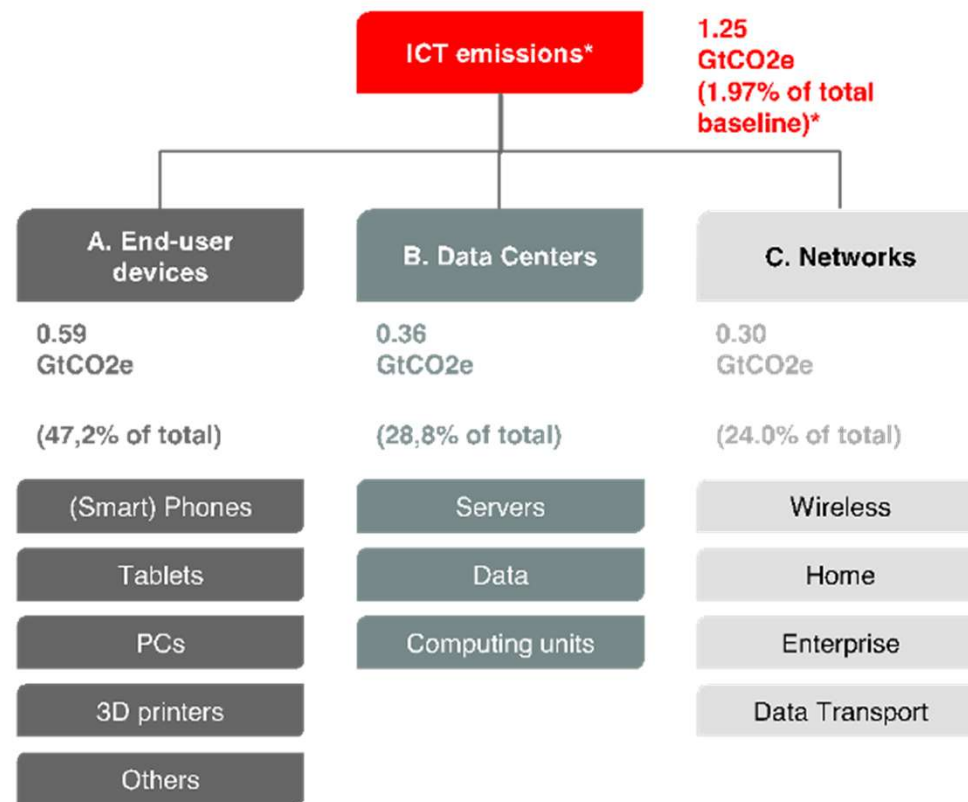 ICT emissions*
1.25
GtCO2e
(1.97% of total
baseline)*
A. End-user
devices
B. Data Centers
C. Networks
0.59
GtCO2e
0.36
GtCO2e
0.30
GtCO2e
(47,2% of total)
(28,8% of total)
(24.0% of total)
(Smart) Phones
Servers
Wireless
Tablets
Data
Home
PCs
Computing units
Enterprise
3D printers
Data Transport
Others